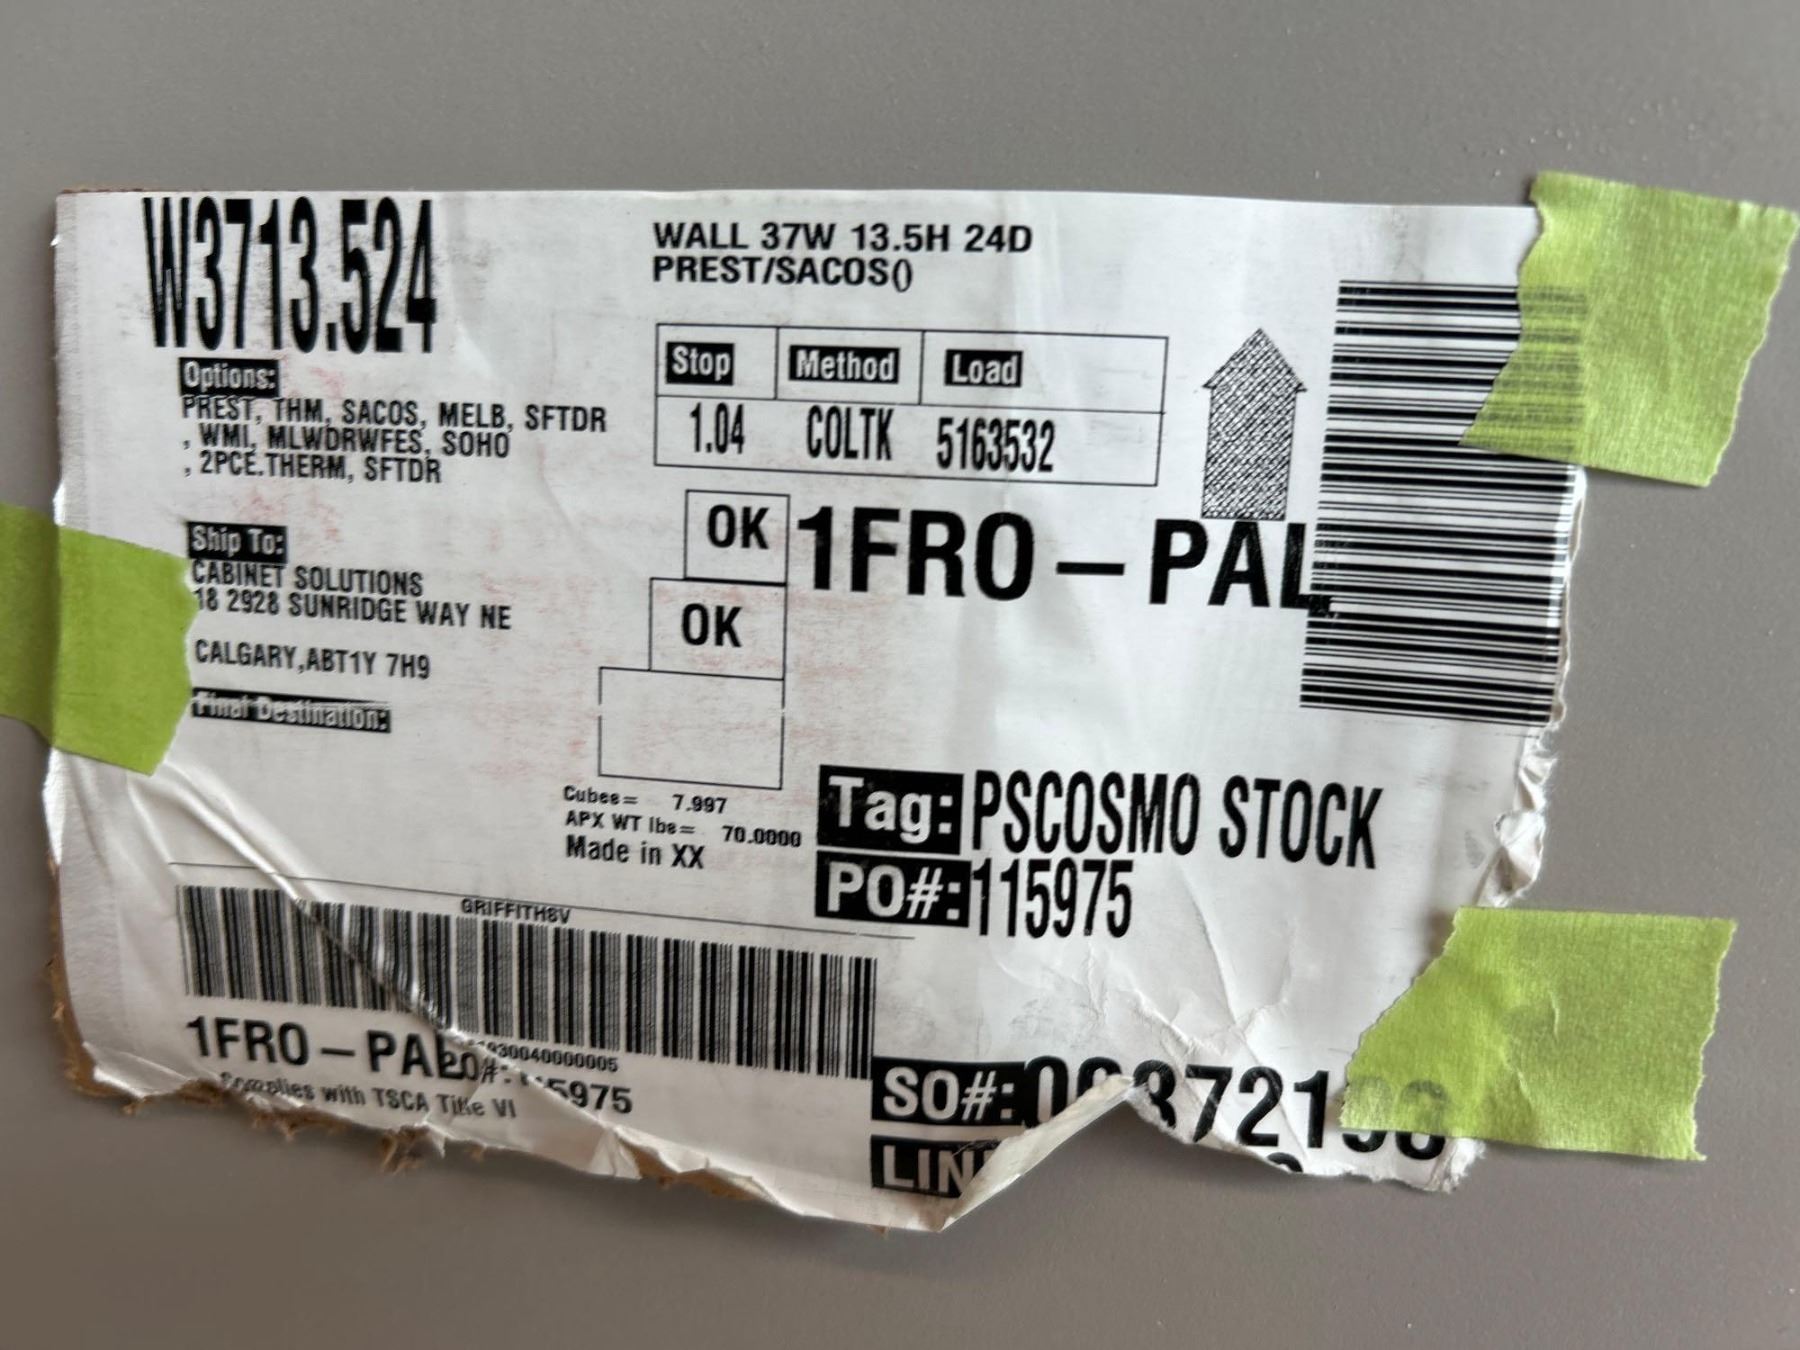 W3713.524
WALL 37W 13.5H 24D
PREST/SACOS()
Options:
PREST, THM, SACOS, MELB, SFTDR
, WMI, MLWDRWFES, SOHO
, 2PCE.THERM, SFTDR
Stop Method Load
1.04 COLTK 5163532
OK
1FRO – PAL
OK
Ship To:
CABINET SOLUTIONS
18 2928 SUNRIDGE WAY NE
CALGARY,ABT1Y 7H9
Final Destination:
Cubes= 7.997
APX WT lbs= 70.0000
Made in XX
Tag: PSCOSMO STOCK
PO#: 115975
GRIFFITHSV
1FRO – PAL
PO#: 115975
Complies with TSCA Title VI
SO#: